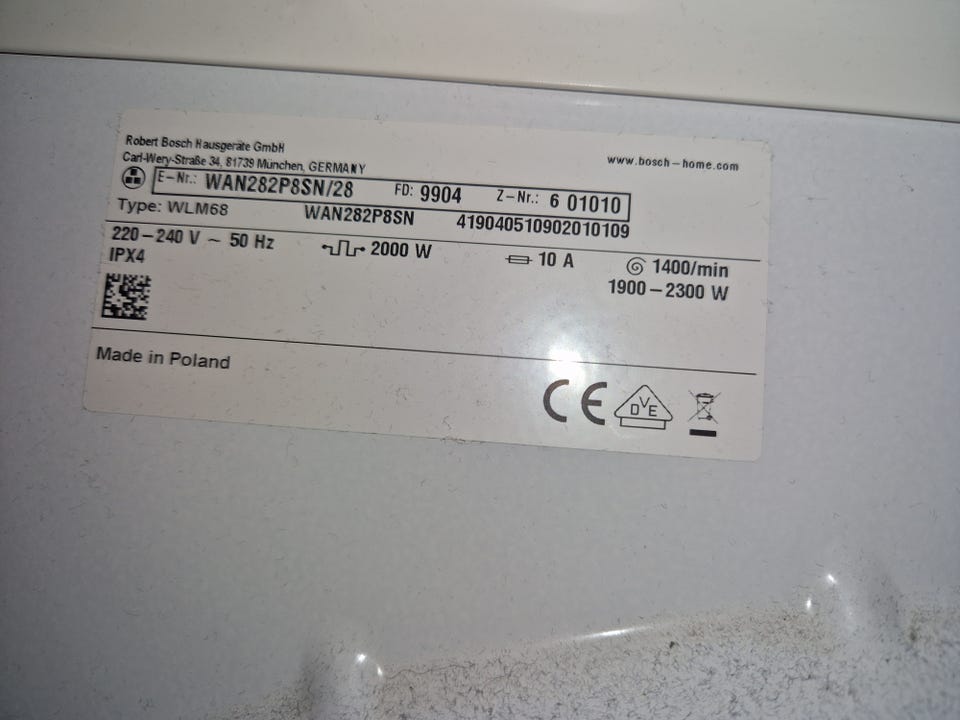 Robert Bosch Hausgeräte GmbH
Carl-Wery-Straße 34, 81739 München, GERMANY
www.bosch-home.com
E-Nr.: WAN282P8SN/28 FD: 9904 Z-Nr.: 6 01010
Type: WLM68 WAN282P8SN 419040510902010109
220-240 V ~ 50 Hz 2000 W 10 A 1400/min
IPX4 1900-2300 W
Made in Poland
CE
DVE